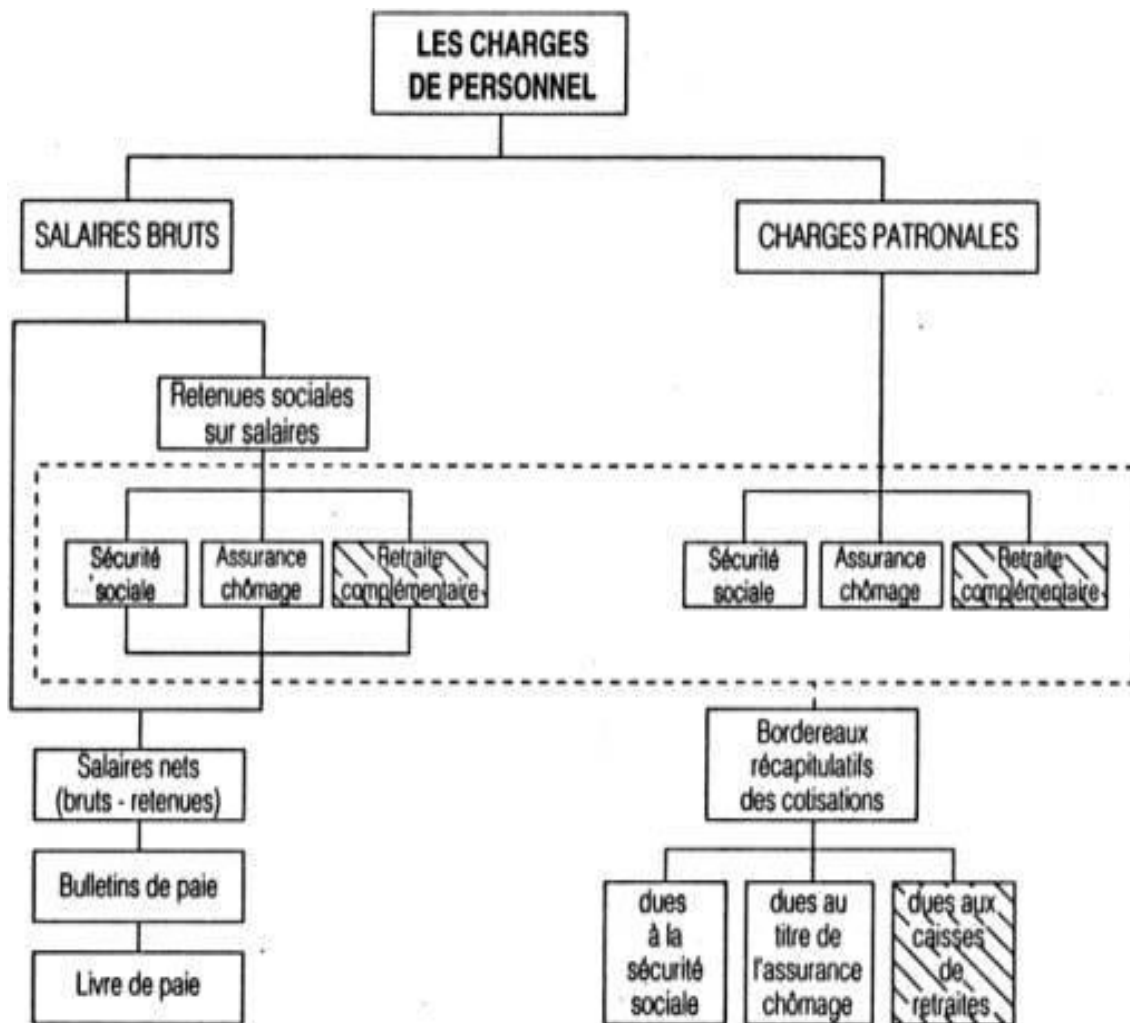 LES CHARGES
DE PERSONNEL
SALAIRES BRUTS
CHARGES PATRONALES
Retenues sociales
sur salaires
Sécurité
sociale
Assurance
chômage
Retraite
complémentaire
Sécurité
sociale
Assurance
chômage
Retraite
complémentaire
Salaires nets
(bruts - retenues)
Bulletins de paie
Livre de paie
Bordereaux
récapitulatifs
des cotisations
dues
à la
sécurité
sociale
dues au
titre de
l'assurance
chômage
dues aux
caisses
de
retraites